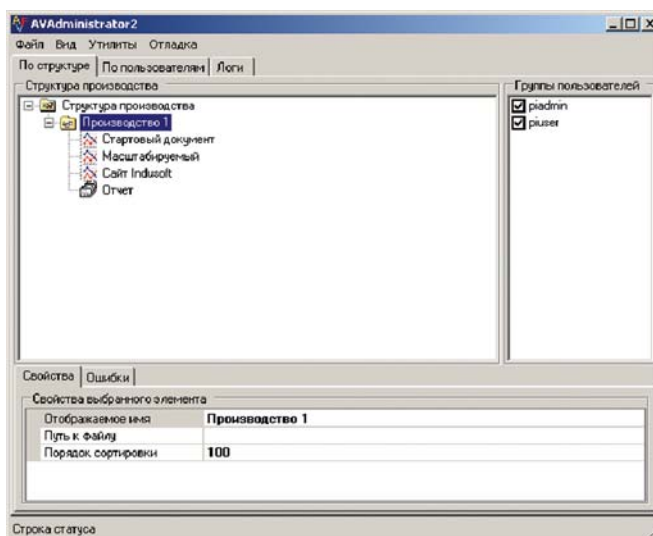 AVAdministrator2
Файл Вид Утилиты Отладка
По структуре По пользователям Логи
Структура производства
Группы пользователей
Структура производства
Производство 1
Стартовый документ
Масштабируемый
Сайт Indusoft
Отчет
piadmin
piuser
Свойства Ошибки
Свойства выбранного элемента
Отображаемое имя Производство 1
Путь к файлу
Порядок сортировки 100
Строка статуса